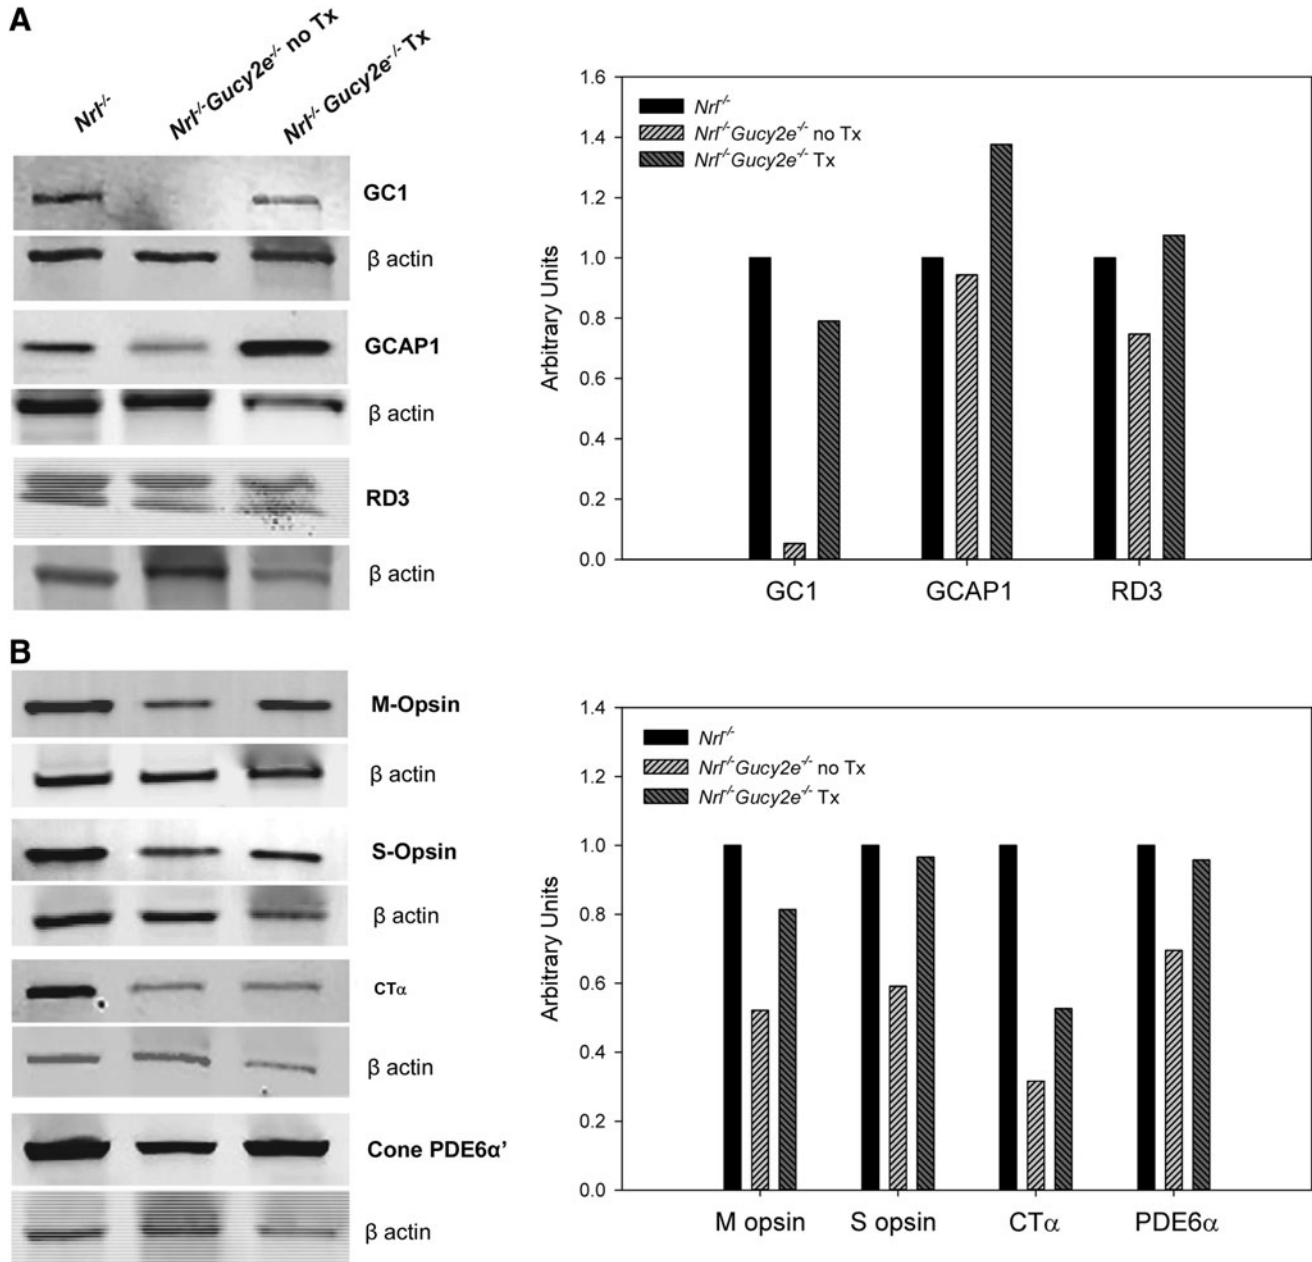 A
Nrl-/-
Nrl-/-Gucy2e-/- no Tx
Nrl-/- Gucy2e-/- Tx
GC1
β actin
GCAP1
β actin
RD3
β actin
1.6
1.4
1.2
1.0
0.8
0.6
0.4
0.2
0.0
Arbitrary Units
Nrl-/-
Nrl-/-Gucy2e-/- no Tx
Nrl-/-Gucy2e-/- Tx
GC1 GCAP1 RD3
B
M-Opsin
β actin
S-Opsin
β actin
CTα
β actin
Cone PDE6α’
β actin
1.4
1.2
1.0
0.8
0.6
0.4
0.2
0.0
Arbitrary Units
Nrl-/-
Nrl-/-Gucy2e-/- no Tx
Nrl-/-Gucy2e-/- Tx
M opsin S opsin CTα PDE6α